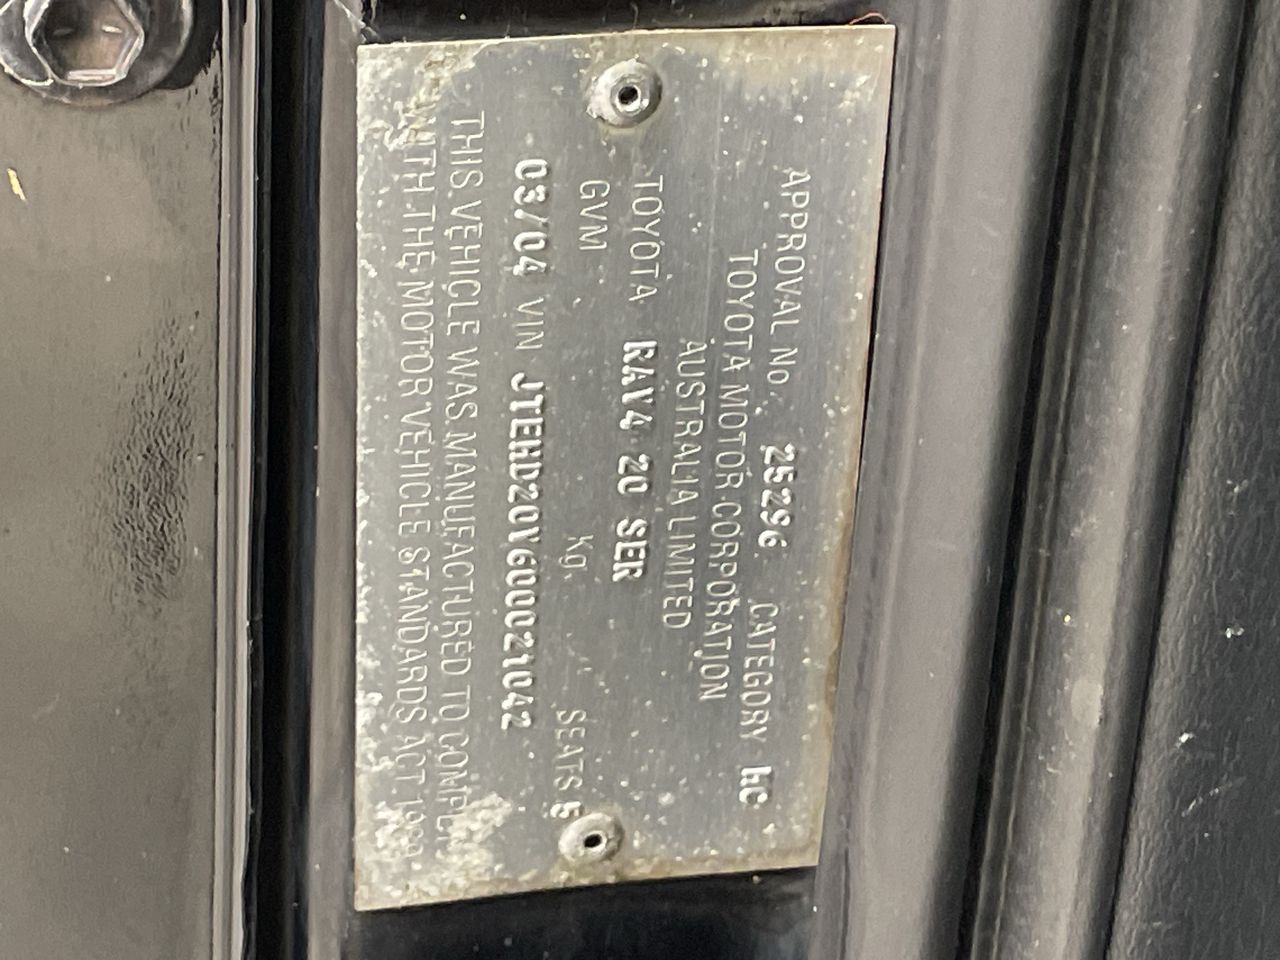 APPROVAL No. 25296 CATEGORY MC
TOYOTA MOTOR CORPORATION
AUSTRALIA LIMITED
TOYOTA RAV4 20 SER
GVM Kg. SEATS 5
03/04 VIN JTEHD20V600021042
THIS VEHICLE WAS MANUFACTURED TO COMPLY
WITH THE MOTOR VEHICLE STANDARDS ACT 1989